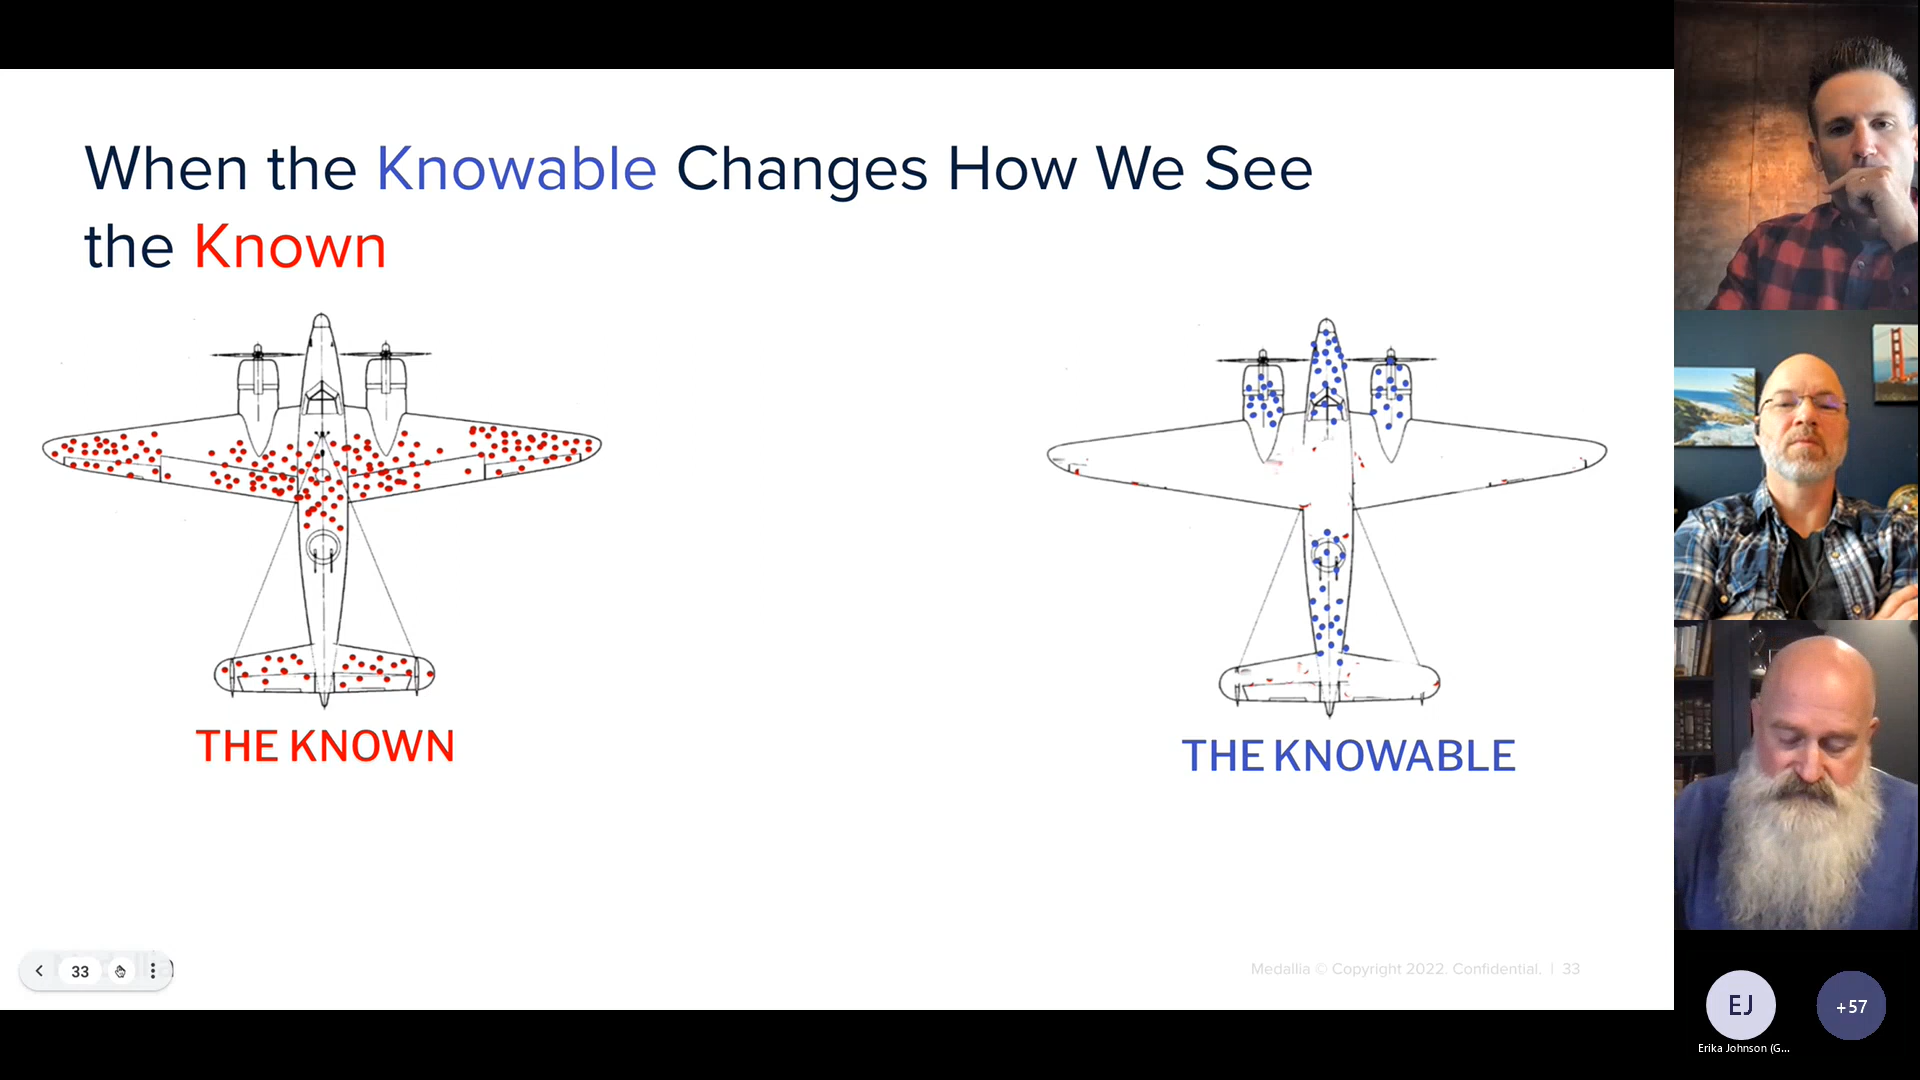 When the Knowable Changes How We See
the Known
THE KNOWN
THE KNOWABLE
33
Medallia © Copyright 2022. Confidential. | 33
EJ
+57
Erika Johnson (G...